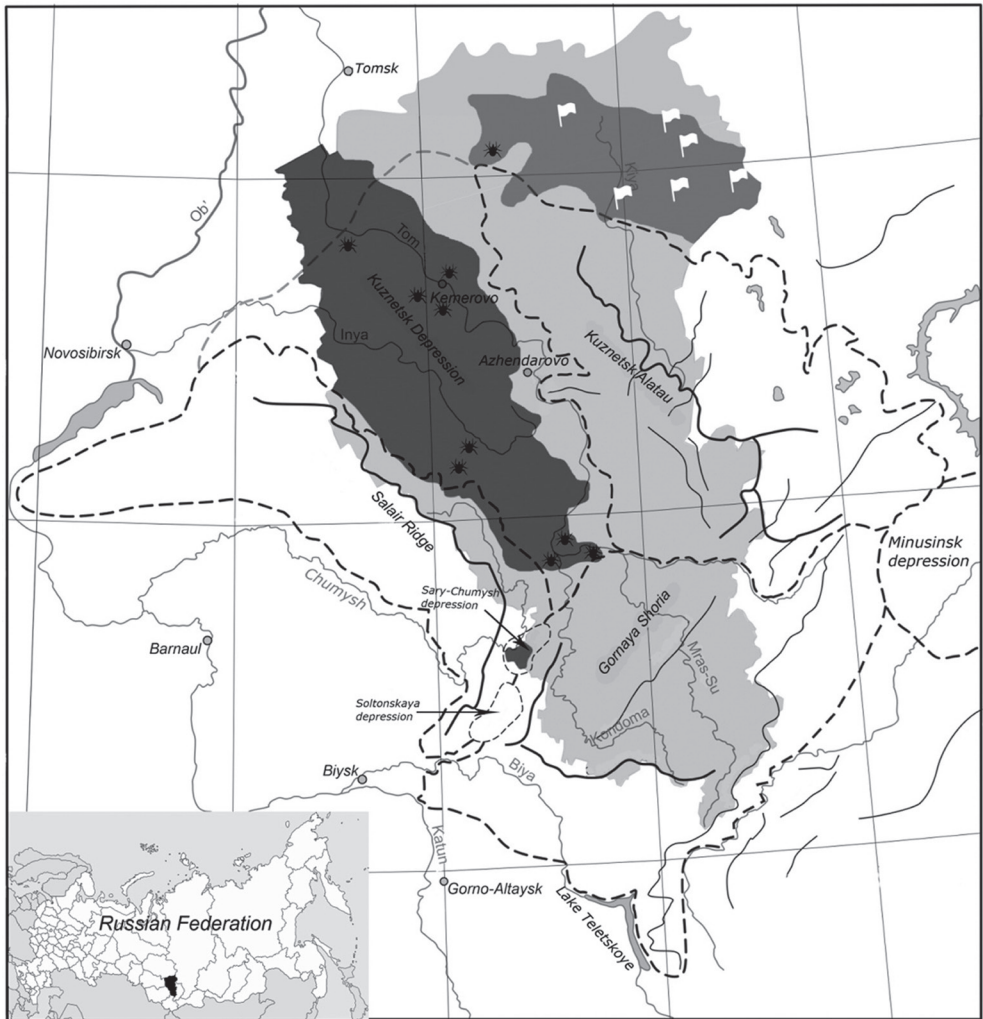 Tomsk
Kiya
Ob'
Tom
Kuznetsk Depression
Kemerovo
Inya
Novosibirsk
Azhendarovo
Kuznetsk Alatau
Salair Ridge
Minusinsk
depression
Chumysh
Sary-Chumysh
depression
Gornaya Shoria
Barnaul
Mras-Su
Soltonskaya
depression
Kondoma
Biysk
Biya
Katun
Gorno-Altaysk
Lake Teletskoye
Russian Federation